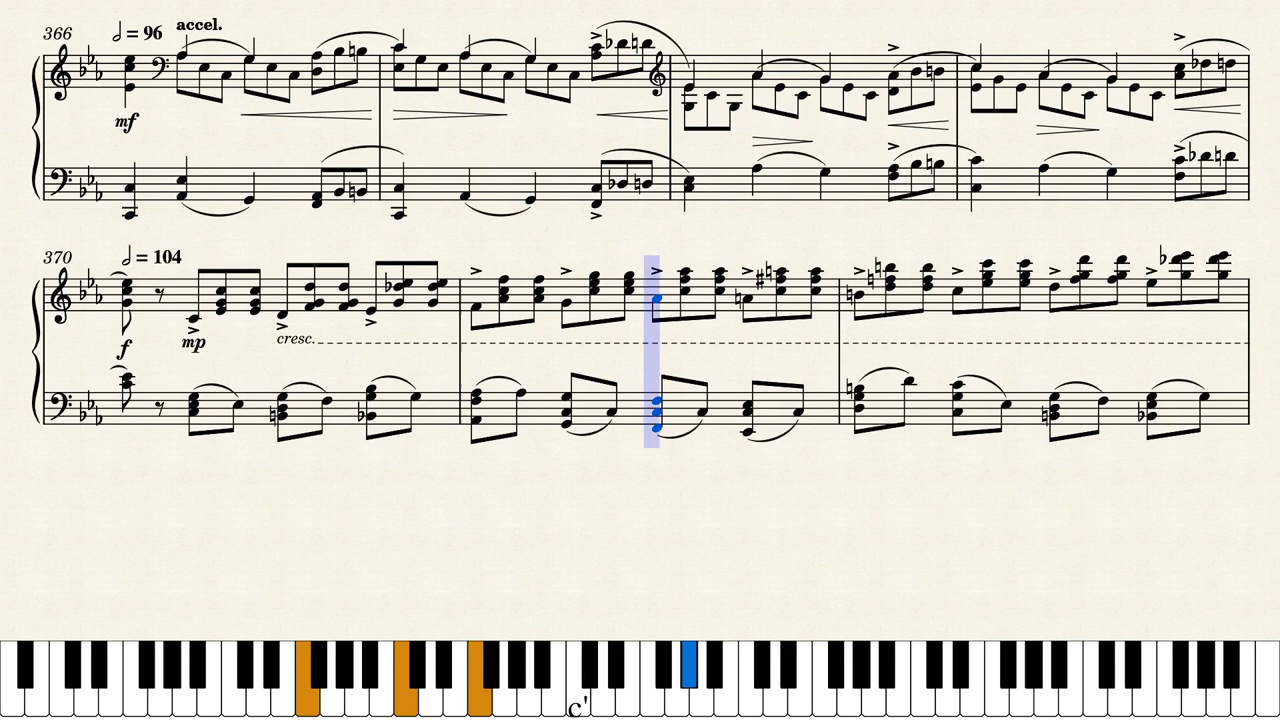 366
𝅗𝅥 = 96
accel.
mf
370
𝅗𝅥 = 104
f
mp
cresc.
c'